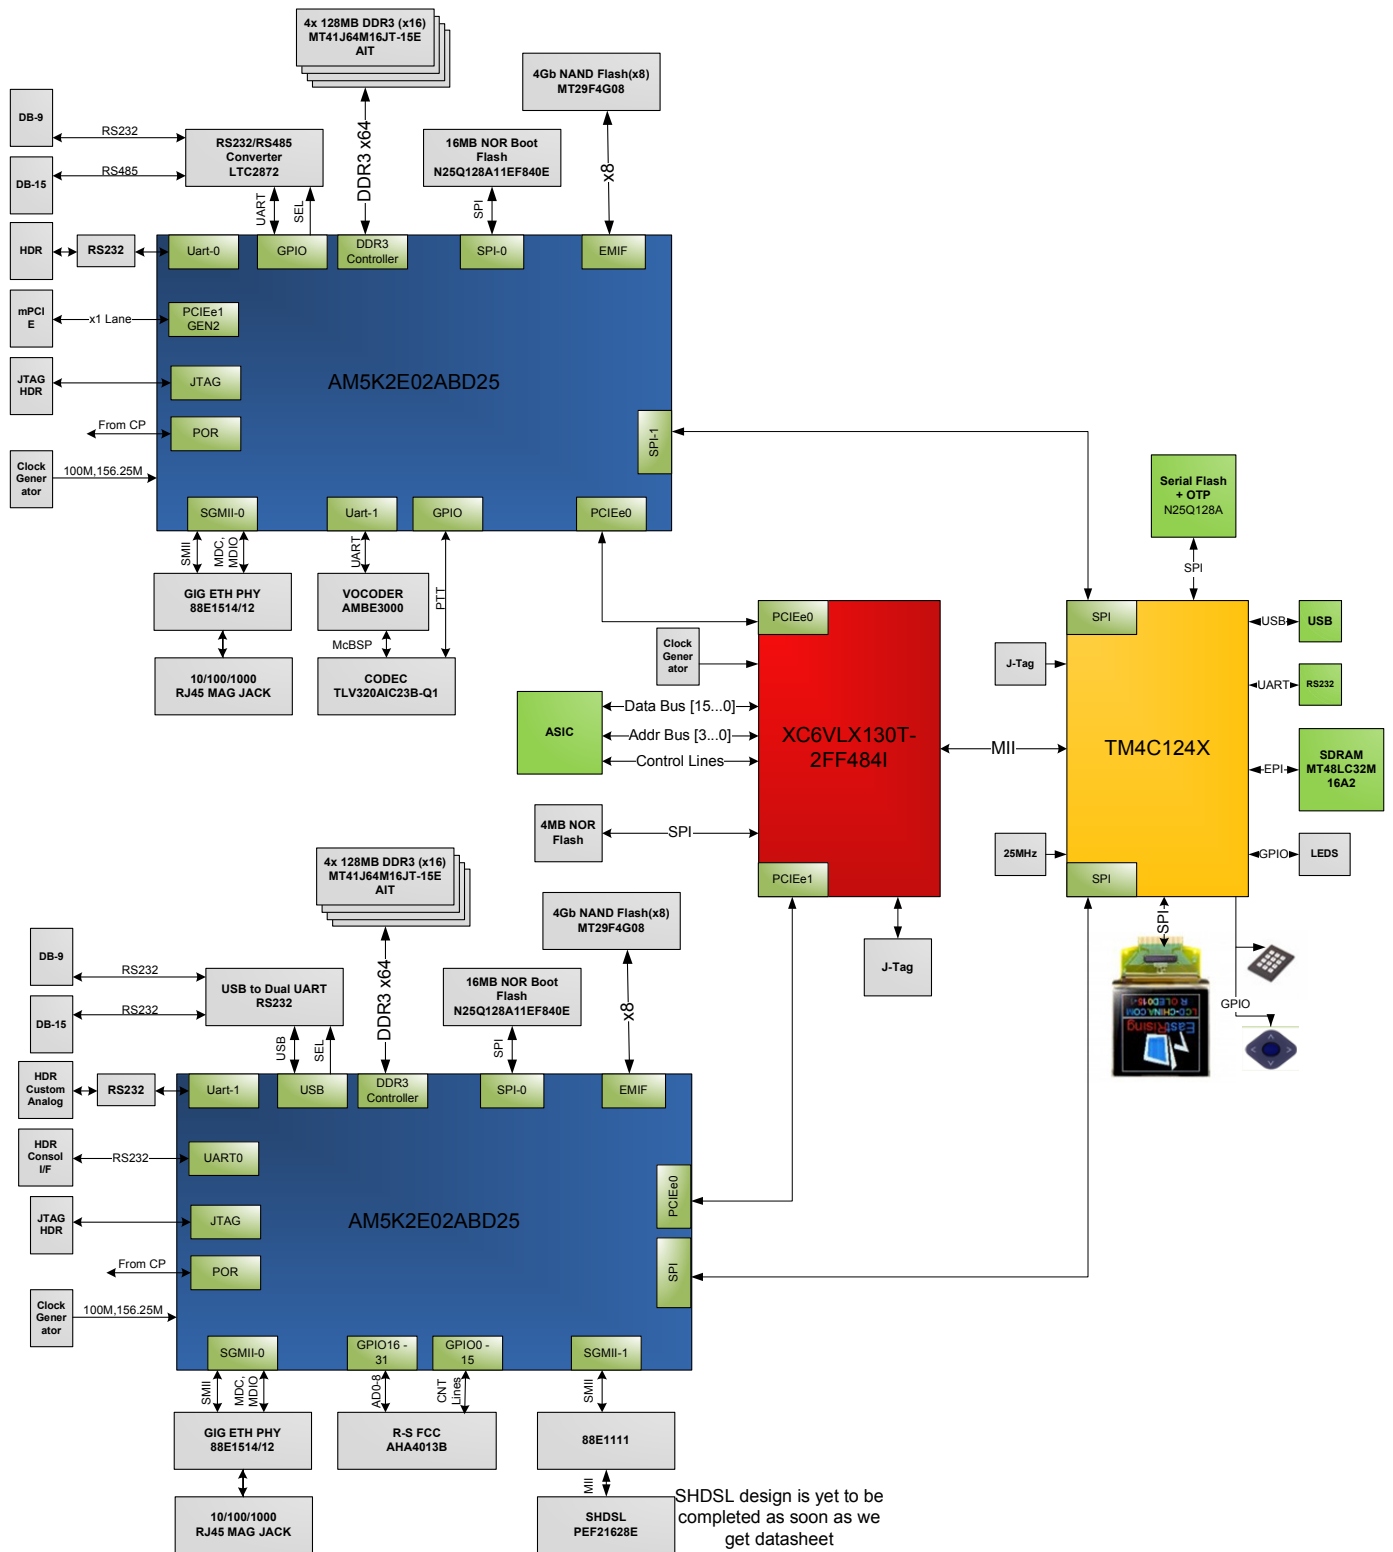 4x 128MB DDR3 (x16)
MT41J64M16JT-15E
AIT
4Gb NAND Flash(x8)
MT29F4G08
DB-9
RS232
RS232/RS485
Converter
LTC2872
16MB NOR Boot
Flash
N25Q128A11EF840E
DB-15
RS485
UART
SEL
DDR3 x64
SPI
x8
HDR
RS232
Uart-0
GPIO
DDR3
Controller
SPI-0
EMIF
mPCI
E
x1 Lane
PCIEe1
GEN2
JTAG
HDR
JTAG
AM5K2E02ABD25
From CP
POR
SPI-1
Clock
Gener
ator
100M,156.25M
SGMII-0
Uart-1
GPIO
PCIEe0
Serial Flash
+ OTP
N25Q128A
SMII
MDC,
MDIO
UART
PTT
SPI
GIG ETH PHY
88E1514/12
VOCODER
AMBE3000
McBSP
10/100/1000
RJ45 MAG JACK
CODEC
TLV320AIC23B-Q1
PCIEe0
SPI
USB
USB
Clock
Gener
ator
J-Tag
UART
RS232
ASIC
Data Bus [15...0]
Addr Bus [3...0]
Control Lines
XC6VLX130T-
2FF484I
MII
TM4C124X
EPI
SDRAM
MT48LC32M
16A2
4MB NOR
Flash
SPI
25MHz
GPIO
LEDS
PCIEe1
SPI
J-Tag
SPI
GPIO
EastRising
LCD-CHINA.COM
R OLED015-1
4x 128MB DDR3 (x16)
MT41J64M16JT-15E
AIT
4Gb NAND Flash(x8)
MT29F4G08
DB-9
RS232
USB to Dual UART
RS232
16MB NOR Boot
Flash
N25Q128A11EF840E
DB-15
RS232
USB
SEL
DDR3 x64
SPI
x8
HDR
Custom
Analog
RS232
Uart-1
USB
DDR3
Controller
SPI-0
EMIF
HDR
Consol
I/F
RS232
UART0
PCIEe0
JTAG
HDR
JTAG
AM5K2E02ABD25
From CP
POR
SPI
Clock
Gener
ator
100M,156.25M
SGMII-0
GPIO16 -
31
GPIO0 -
15
SGMII-1
SMII
MDC,
MDIO
AD0-8
CNT
Lines
SMII
GIG ETH PHY
88E1514/12
R-S FCC
AHA4013B
88E1111
MII
10/100/1000
RJ45 MAG JACK
SHDSL
PEF21628E
SHDSL design is yet to be
completed as soon as we
get datasheet